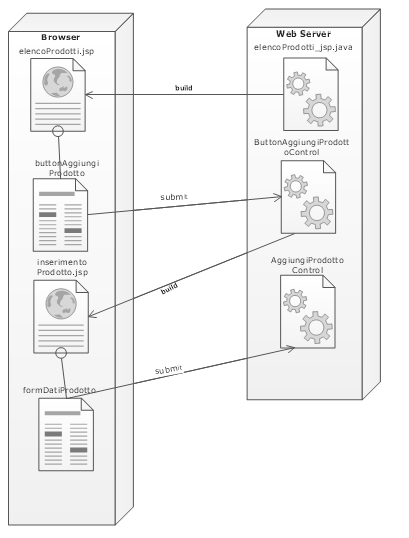 Browser
elencoProdotti.jsp
buttonAggiungi
Prodotto
inserimento
Prodotto.jsp
formDatiProdotto
build
submit
build
submit
Web Server
elencoProdotti_jsp.java
ButtonAggiungiProdott
oControl
AggiungiProdotto
Control